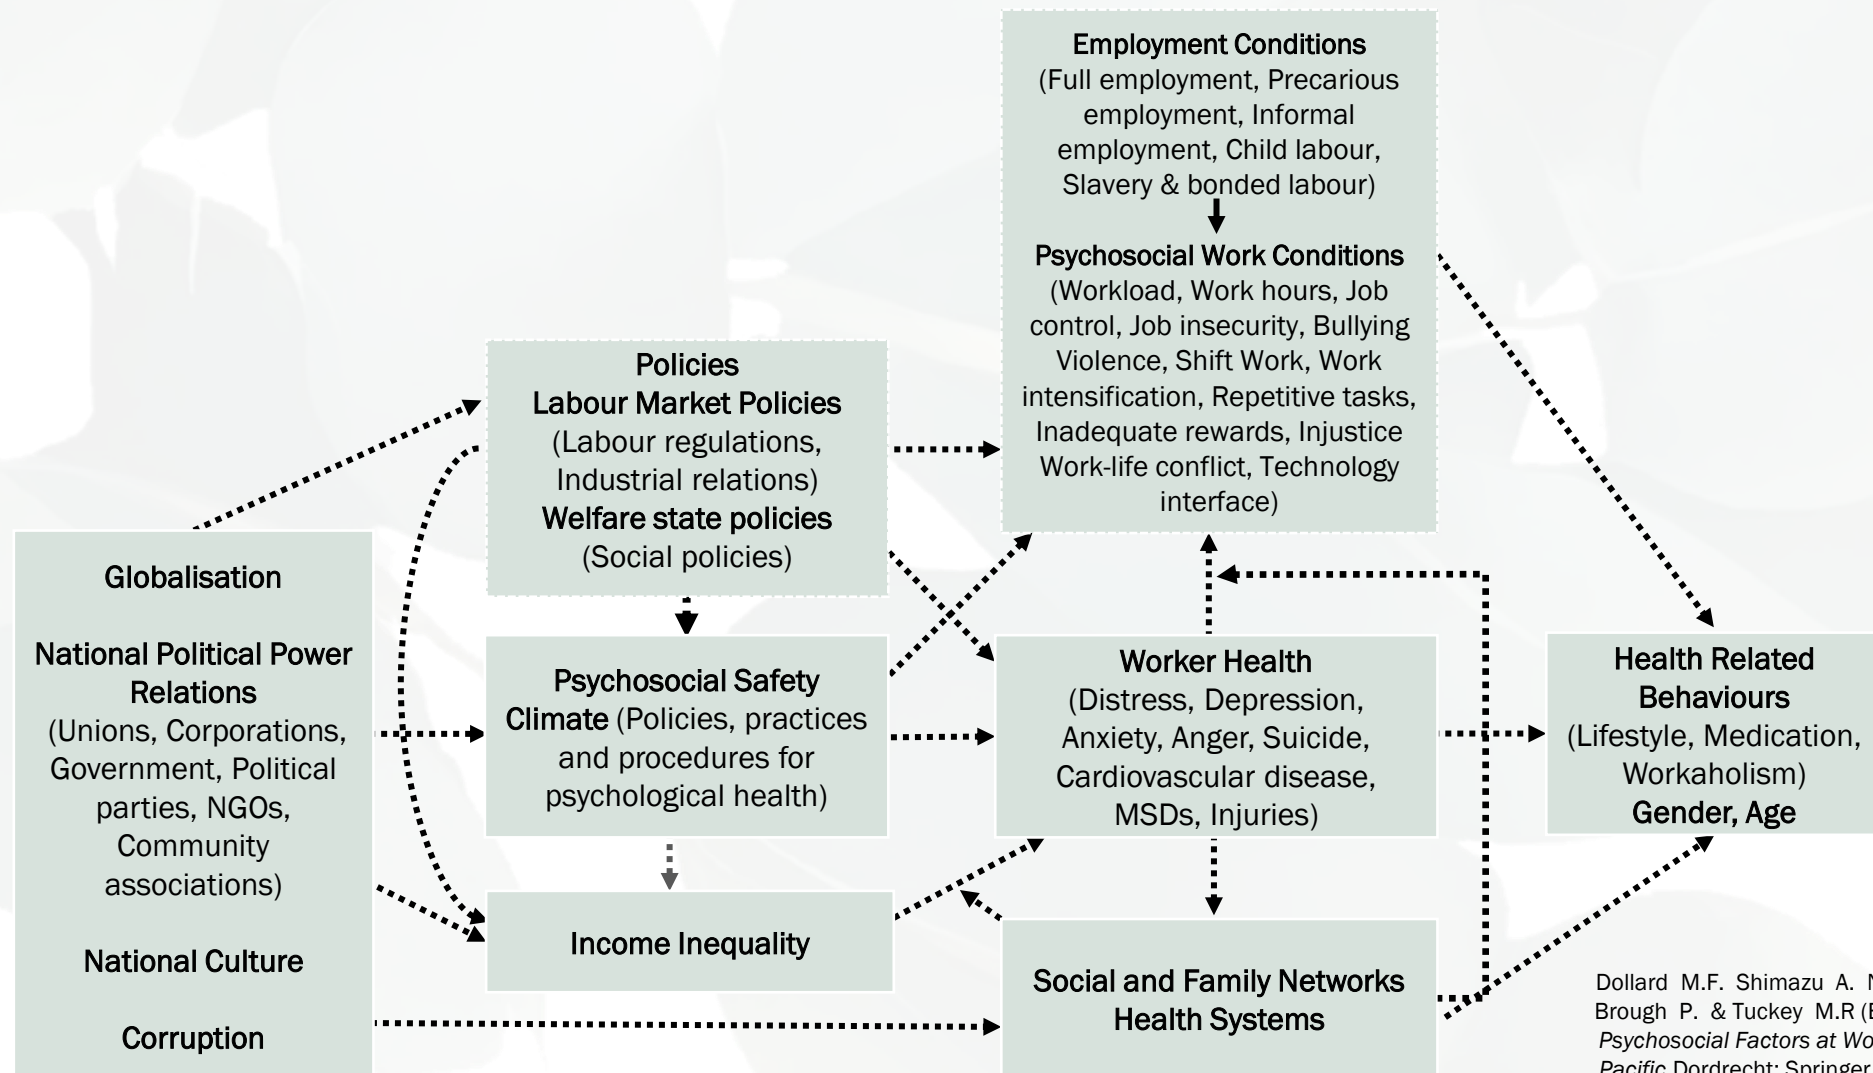 Employment Conditions
(Full employment, Precarious
employment, Informal
employment, Child labour,
Slavery & bonded labour)
Psychosocial Work Conditions
(Workload, Work hours, Job
control, Job insecurity, Bullying
Violence, Shift Work, Work
intensification, Repetitive tasks,
Inadequate rewards, Injustice
Work-life conflict, Technology
interface)
Policies
Labour Market Policies
(Labour regulations,
Industrial relations)
Welfare state policies
(Social policies)
Globalisation
National Political Power
Relations
(Unions, Corporations,
Government, Political
parties, NGOs,
Community
associations)
National Culture
Corruption
Psychosocial Safety
Climate (Policies, practices
and procedures for
psychological health)
Worker Health
(Distress, Depression,
Anxiety, Anger, Suicide,
Cardiovascular disease,
MSDs, Injuries)
Health Related
Behaviours
(Lifestyle, Medication,
Workaholism)
Gender, Age
Income Inequality
Social and Family Networks
Health Systems
Dollard M.F. Shimazu A.
Brough P. & Tuckey M.R
Psychosocial Factors at
Pacific Dordrecht: Springer